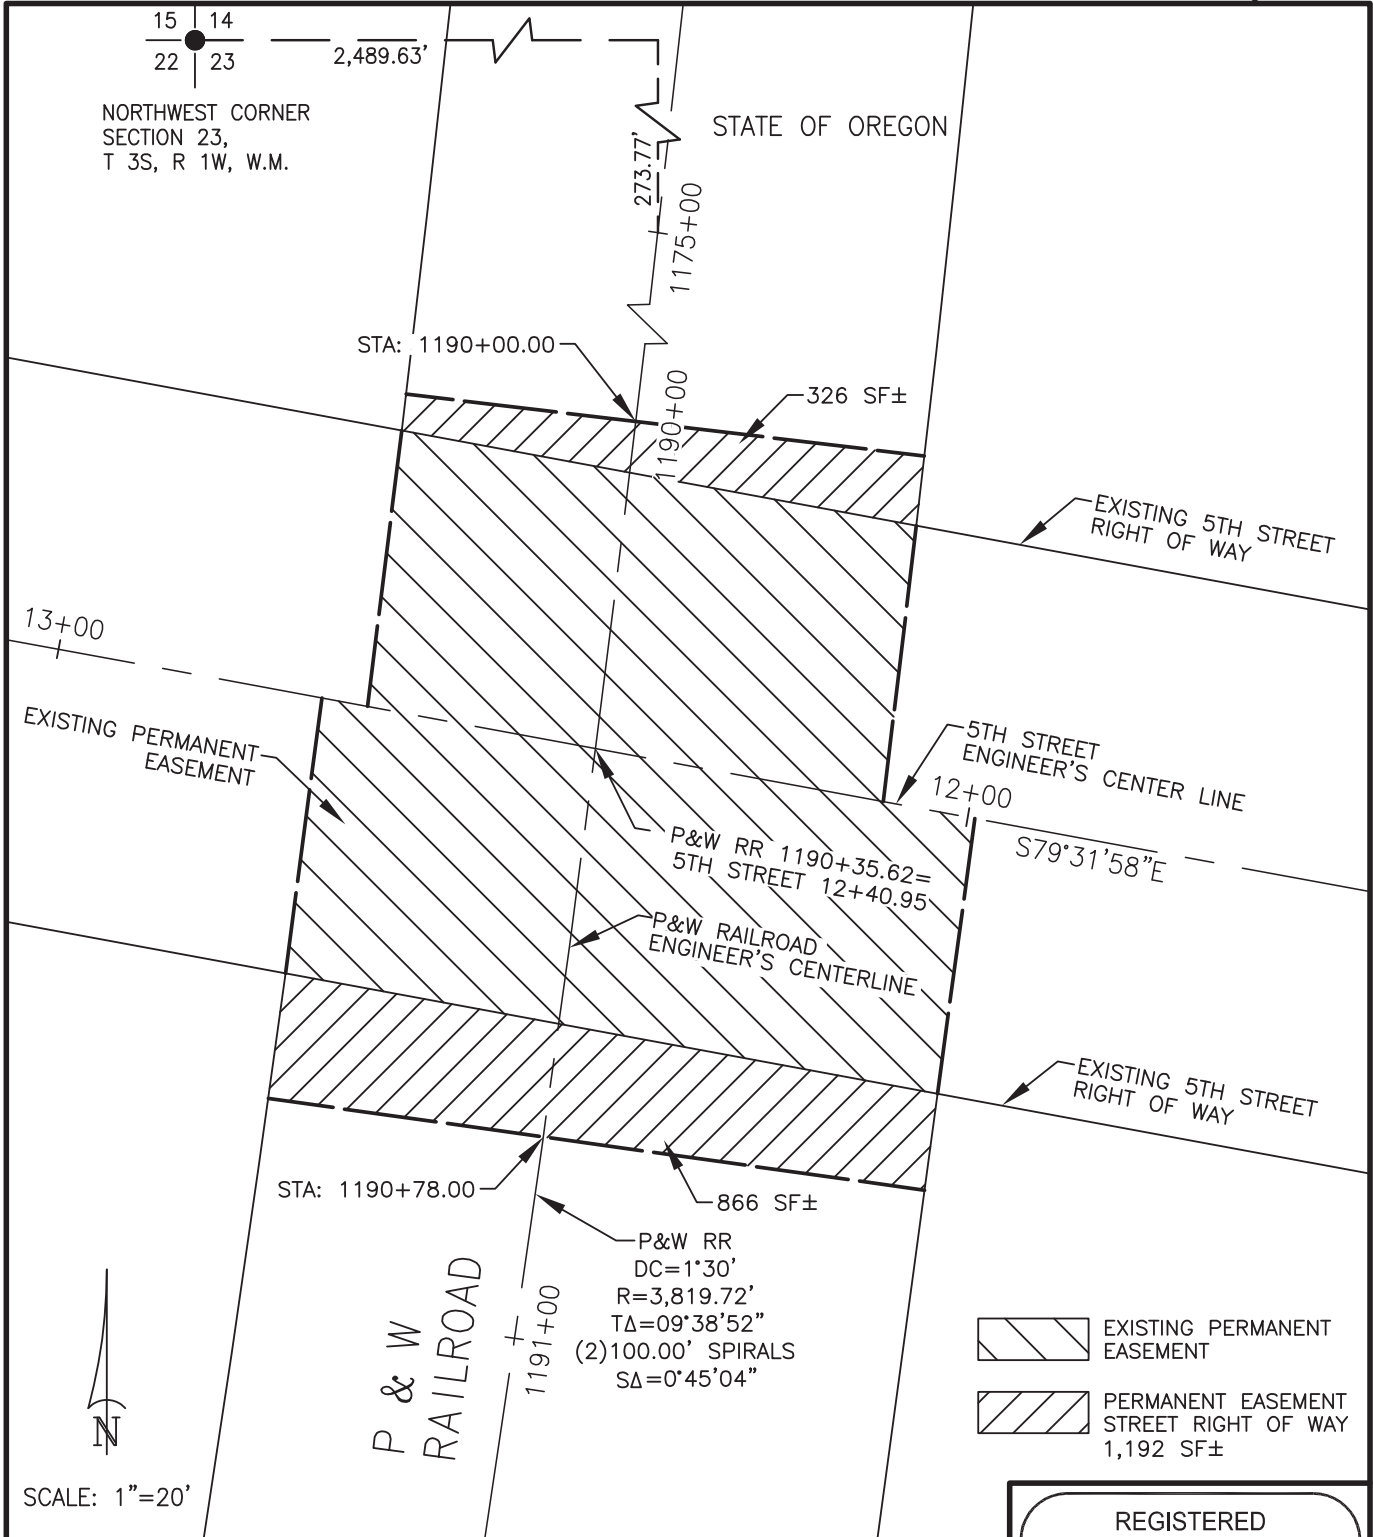 15 14
22 23
2,489.63'
NORTHWEST CORNER
SECTION 23,
T 3S, R 1W, W.M.
273.77'
STATE OF OREGON
1175+00
STA: 1190+00.00
1190+00
326 SF±
EXISTING 5TH STREET
RIGHT OF WAY
13+00
EXISTING PERMANENT
EASEMENT
5TH STREET
ENGINEER'S CENTER LINE
12+00
S79°31'58"E
P&W RR 1190+35.62=
5TH STREET 12+40.95
P&W RAILROAD
ENGINEER'S CENTERLINE
EXISTING 5TH STREET
RIGHT OF WAY
STA: 1190+78.00
866 SF±
P&W RR
DC=1°30'
R=3,819.72'
TΔ=09°38'52"
(2)100.00' SPIRALS
SΔ=0°45'04"
P & W
RAILROAD
1191+00
EXISTING PERMANENT
EASEMENT
PERMANENT EASEMENT
STREET RIGHT OF WAY
1,192 SF±
N
SCALE: 1"=20'
REGISTERED